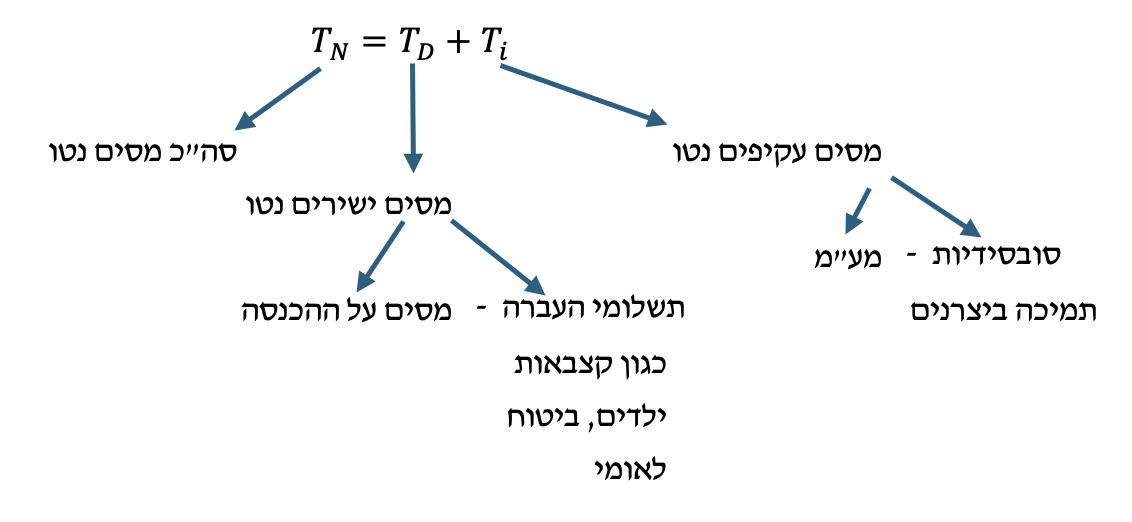 T_N = T_D + T_i
סה״כ מסים נטו
מסים עקיפים נטו
מסים ישירים נטו
מע״מ - סובסידיות
תמיכה ביצרנים
מסים על ההכנסה - תשלומי העברה
כגון קצבאות
ילדים, ביטוח
לאומי